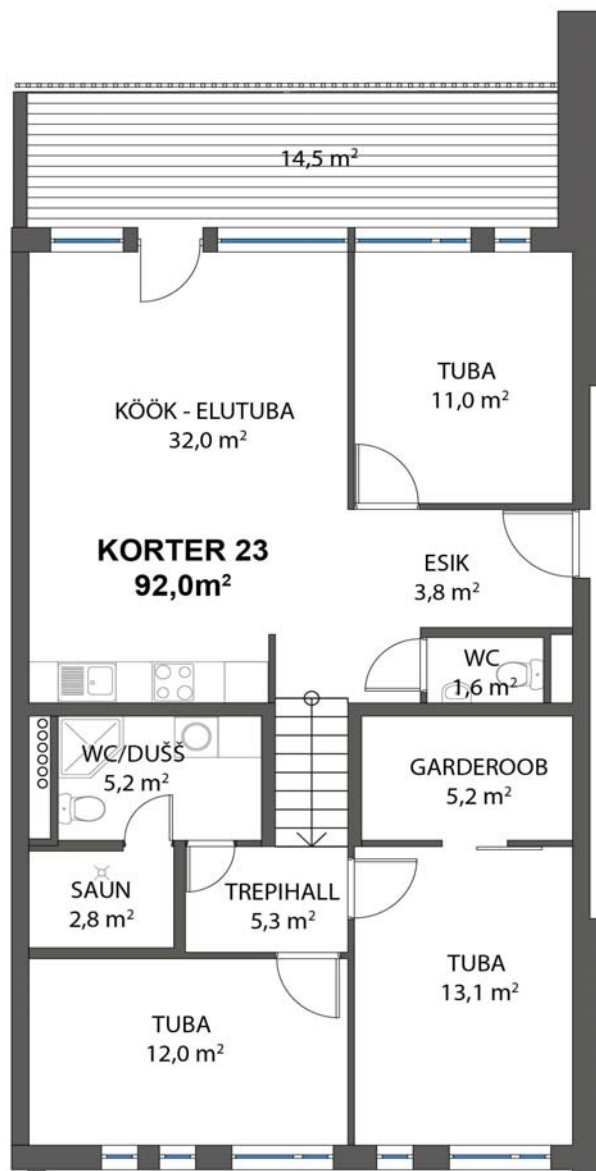 14,5 m²
TUBA
11,0 m²
KÖÖK - ELUTUBA
32,0 m²
KORTER 23
92,0m²
ESIK
3,8 m²
WC
1,6 m²
WC/DUŠŠ
5,2 m²
GARDEROOB
5,2 m²
SAUN
2,8 m²
TREPIHALL
5,3 m²
TUBA
13,1 m²
TUBA
12,0 m²